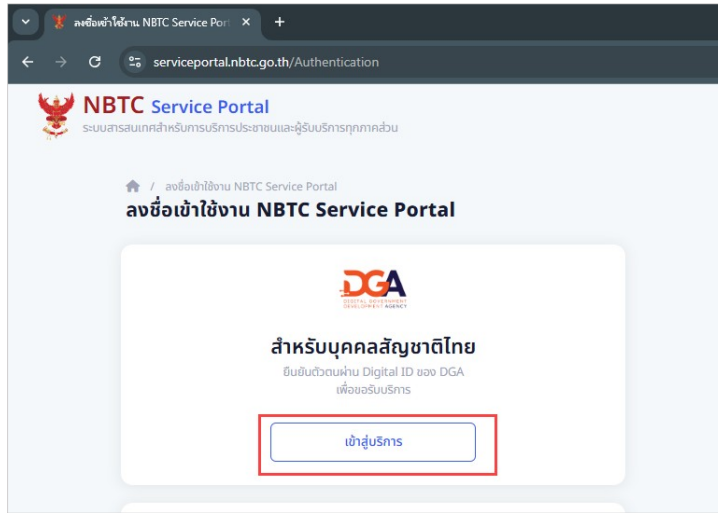 ลงชื่อเข้าใช้งาน NBTC Service Por
serviceportal.nbtc.go.th/Authentication
NBTC Service Portal
ระบบสารสนเทศสำหรับการบริการประชาชนและผู้รับบริการทุกภาคส่วน
/ ลงชื่อเข้าใช้งาน NBTC Service Portal
ลงชื่อเข้าใช้งาน NBTC Service Portal
DGA
DIGITAL GOVERNMENT
DEVELOPMENT AGENCY
สำหรับบุคคลสัญชาติไทย
ยืนยันตัวตนผ่าน Digital ID ของ DGA
เพื่อขอรับบริการ
เข้าสู่บริการ